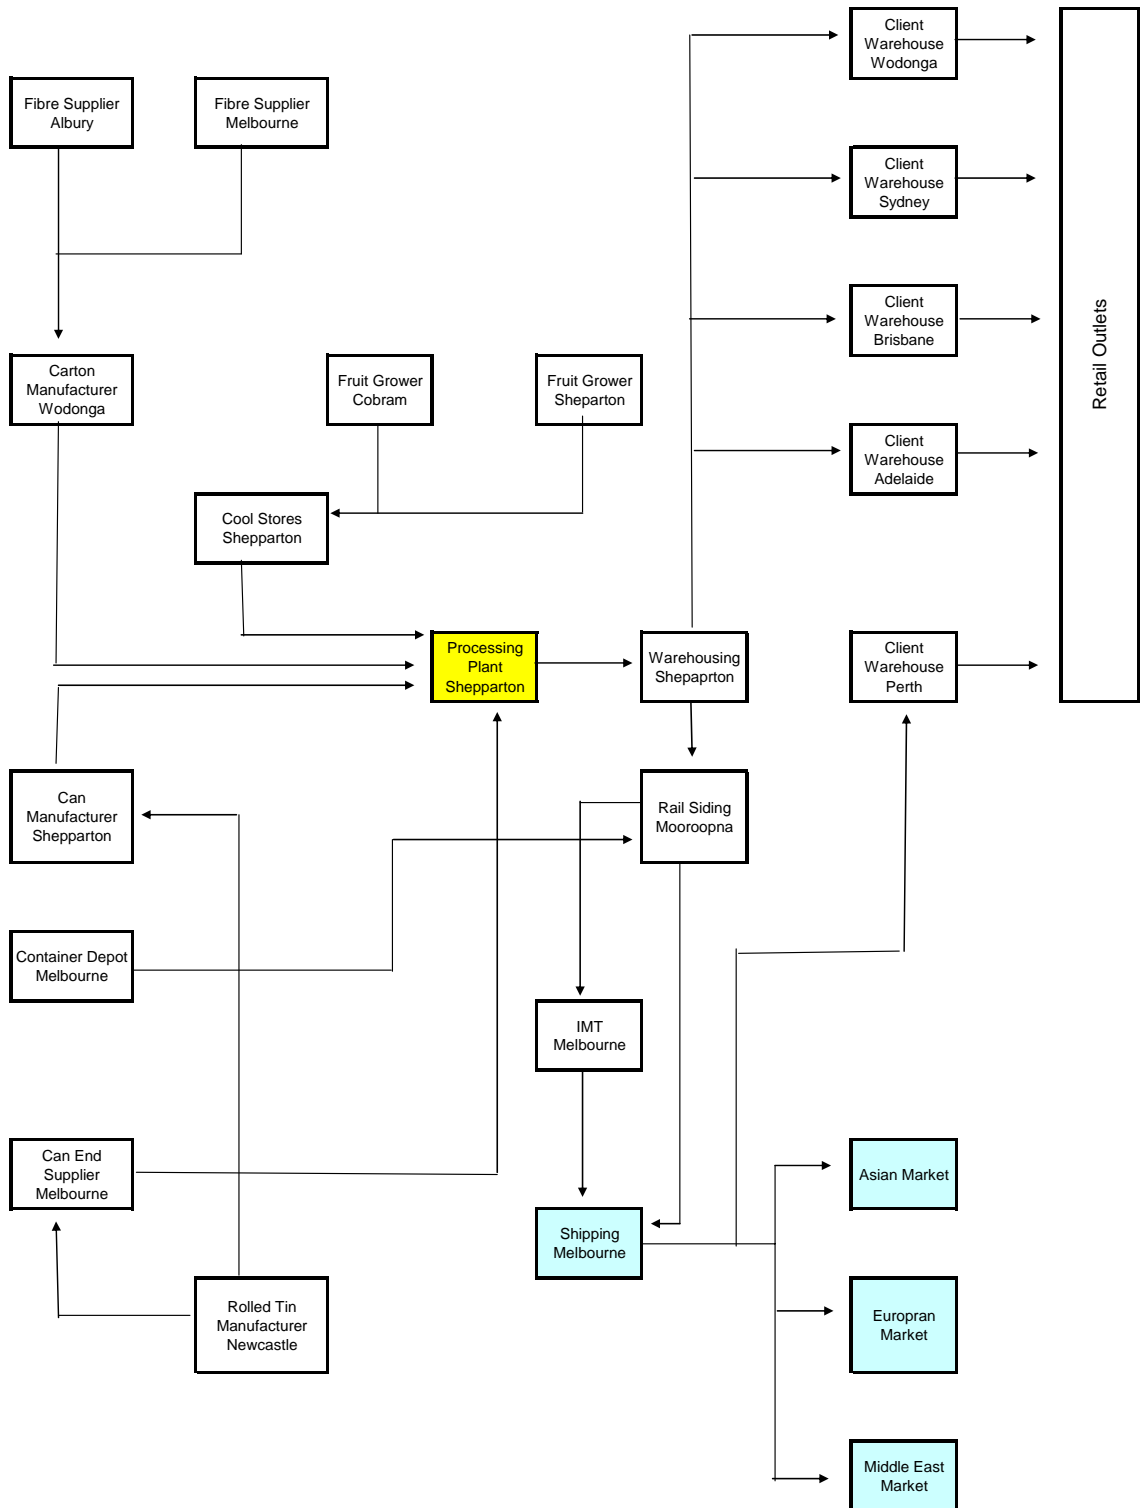 Client
Warehouse
Wodonga
Fibre Supplier
Albury
Fibre Supplier
Melbourne
Client
Warehouse
Sydney
Client
Warehouse
Brisbane
Retail Outlets
Carton
Manufacturer
Wodonga
Fruit Grower
Cobram
Fruit Grower
Sheparton
Client
Warehouse
Adelaide
Cool Stores
Shepparton
Processing
Plant
Shepparton
Warehousing
Shepaprton
Client
Warehouse
Perth
Can
Manufacturer
Shepparton
Rail Siding
Mooroopna
Container Depot
Melbourne
IMT
Melbourne
Can End
Supplier
Melbourne
Asian Market
Shipping
Melbourne
Rolled Tin
Manufacturer
Newcastle
Europran
Market
Middle East
Market